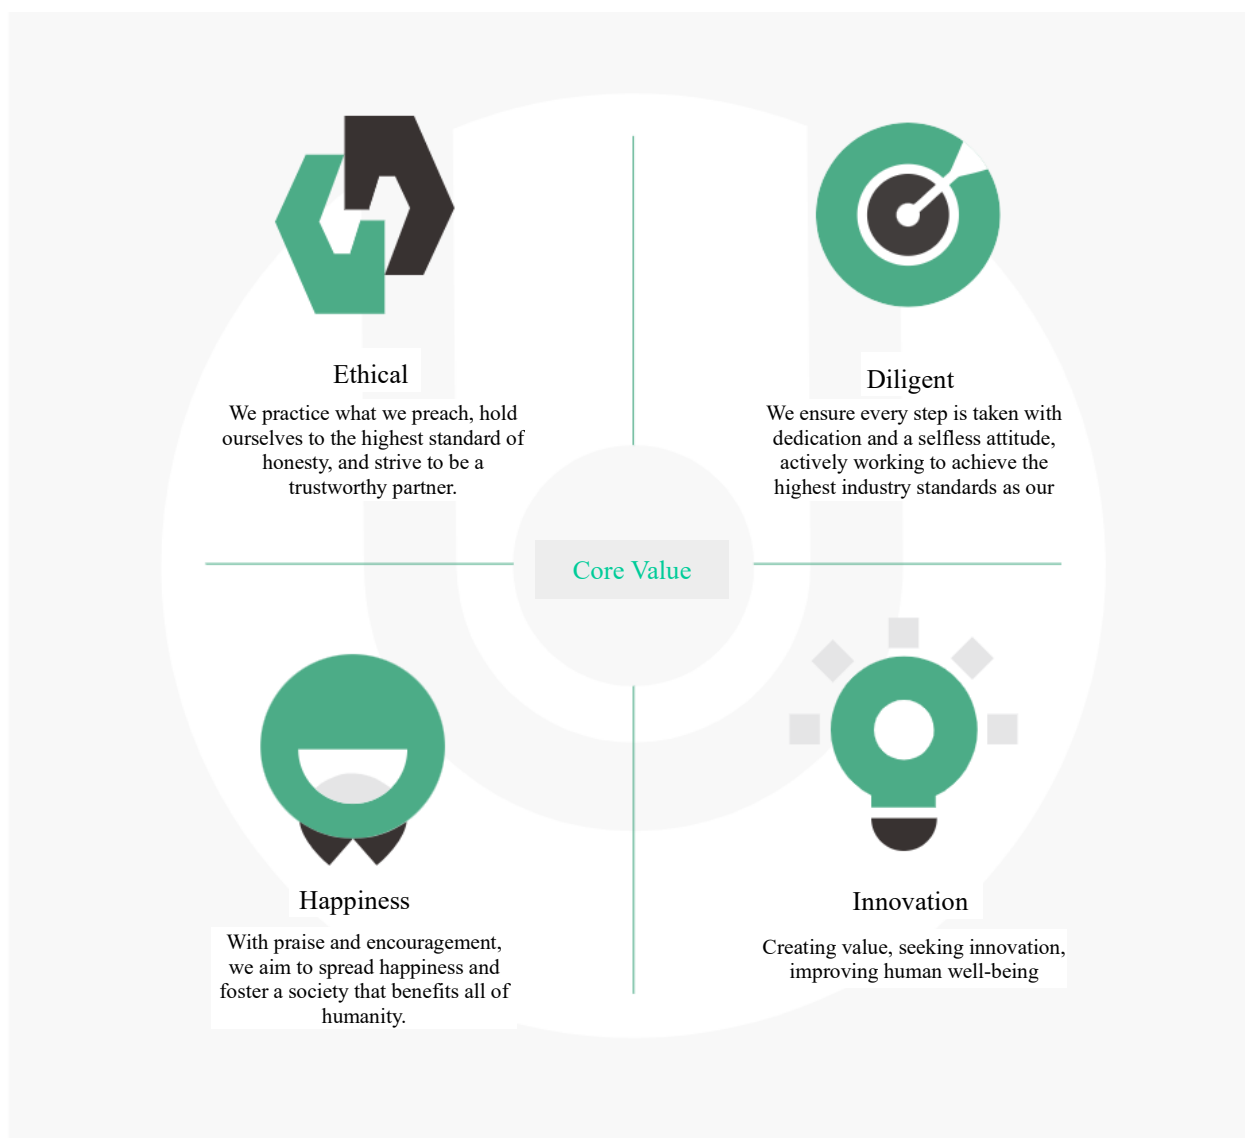 Ethical
We practice what we preach, hold
ourselves to the highest standard of
honesty, and strive to be a
trustworthy partner.
Diligent
We ensure every step is taken with
dedication and a selfless attitude,
actively working to achieve the
highest industry standards as our
Core Value
Happiness
With praise and encouragement,
we aim to spread happiness and
foster a society that benefits all of
humanity.
Innovation
Creating value, seeking innovation,
improving human well-being